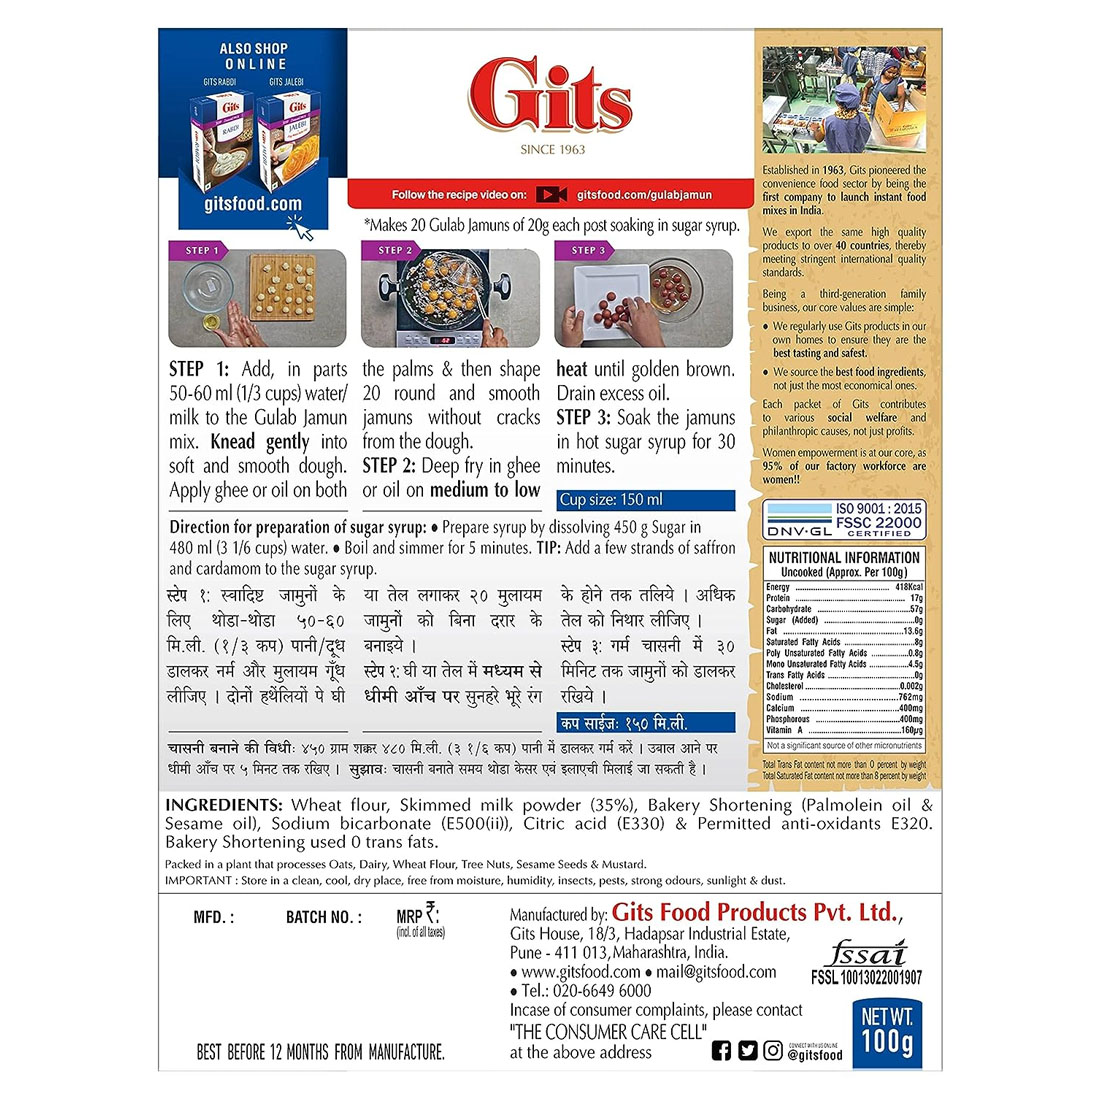 ALSO SHOP
ONLINE
GITS RABDI
GITS JALEBI
Gits
RABDI
Gits
JALEBI
gitsfood.com
Gits
SINCE 1963
Follow the recipe video on:
gitsfood.com/gulabjamun
*Makes 20 Gulab Jamuns of 20g each post soaking in sugar syrup.
STEP 1
STEP 2
STEP 3
STEP 1: Add, in parts
50-60 ml (1/3 cups) water/
milk to the Gulab Jamun
mix. Knead gently into
soft and smooth dough.
Apply ghee or oil on both
the palms & then shape
20 round and smooth
jamuns without cracks
from the dough.
STEP 2: Deep fry in ghee
or oil on medium to low
heat until golden brown.
Drain excess oil.
STEP 3: Soak the jamuns
in hot sugar syrup for 30
minutes.
Cup size: 150 ml
Direction for preparation of sugar syrup: • Prepare syrup by dissolving 450 g Sugar in
480 ml (3 1/6 cups) water. • Boil and simmer for 5 minutes. TIP: Add a few strands of saffron
and cardamom to the sugar syrup.
स्टेप १: स्वादिष्ट जामुनों के
लिए थोडा-थोडा ५०-६०
मि.ली. (१/३ कप) पानी/दूध
डालकर नर्म और मुलायम गूँध
लीजिए । दोनों हथेंलियों पे घी
या तेल लगाकर २० मुलायम
जामुनों को बिना दरार के
बनाइये ।
स्टेप २: घी या तेल में मध्यम से
धीमी आँच पर सुनहरे भूरे रंग
के होने तक तलिये । अधिक
तेल को निथार लीजिए ।
स्टेप ३: गर्म चासनी में ३०
मिनिट तक जामुनों को डालकर
रखिये ।
कप साईज: १५० मि.ली.
चासनी बनाने की विधी: ४५० ग्राम शक्कर ४८० मि.ली. (३ १/६ कप) पानी में डालकर गर्म करें । उबाल आने पर
धीमी आँच पर ५ मिनट तक रखिए । सुझाव: चासनी बनाते समय थोडा केसर एवं इलाएची मिलाई जा सकती है ।
Established in 1963, Gits pioneered the
convenience food sector by being the
first company to launch instant food
mixes in India.
We export the same high quality
products to over 40 countries, thereby
meeting stringent international quality
standards.
Being a third-generation family
business, our core values are simple:
• We regularly use Gits products in our
own homes to ensure they are the
best tasting and safest.
• We source the best food ingredients,
not just the most economical ones.
Each packet of Gits contributes
to various social welfare and
philanthropic causes, not just profits.
Women empowerment is at our core, as
95% of our factory workforce are
women!!
DNV·GL
ISO 9001 : 2015
FSSC 22000
CERTIFIED
NUTRITIONAL INFORMATION
Uncooked (Approx. Per 100g)
Energy 418Kcal
Protein 17g
Carbohydrate 57g
Sugar (Added) 0g
Fat 13.6g
Saturated Fatty Acids 8g
Poly Unsaturated Fatty Acids 0.8g
Mono Unsaturated Fatty Acids 4.5g
Trans Fatty Acids 0g
Cholesterol 0.002g
Sodium 762mg
Calcium 400mg
Phosphorous 400mg
Vitamin A 160µg
Not a significant source of other micronutrients
Total Trans Fat content not more than 0 percent by weight
Total Saturated Fat content not more than 8 percent by weight
INGREDIENTS: Wheat flour, Skimmed milk powder (35%), Bakery Shortening (Palmolein oil &
Sesame oil), Sodium bicarbonate (E500(ii)), Citric acid (E330) & Permitted anti-oxidants E320.
Bakery Shortening used 0 trans fats.
Packed in a plant that processes Oats, Dairy, Wheat Flour, Tree Nuts, Sesame Seeds & Mustard.
IMPORTANT : Store in a clean, cool, dry place, free from moisture, humidity, insects, pests, strong odours, sunlight & dust.
MFD. :
BATCH NO. :
MRP ₹:
(incl. of all taxes)
BEST BEFORE 12 MONTHS FROM MANUFACTURE.
Manufactured by: Gits Food Products Pvt. Ltd.,
Gits House, 18/3, Hadapsar Industrial Estate,
Pune - 411 013, Maharashtra, India.
• www.gitsfood.com • mail@gitsfood.com
• Tel.: 020-6649 6000
Incase of consumer complaints, please contact
"THE CONSUMER CARE CELL"
at the above address
CONNECT WITH US ONLINE
@gitsfood
fssai
FSSL 10013022001907
NET WT.
100g